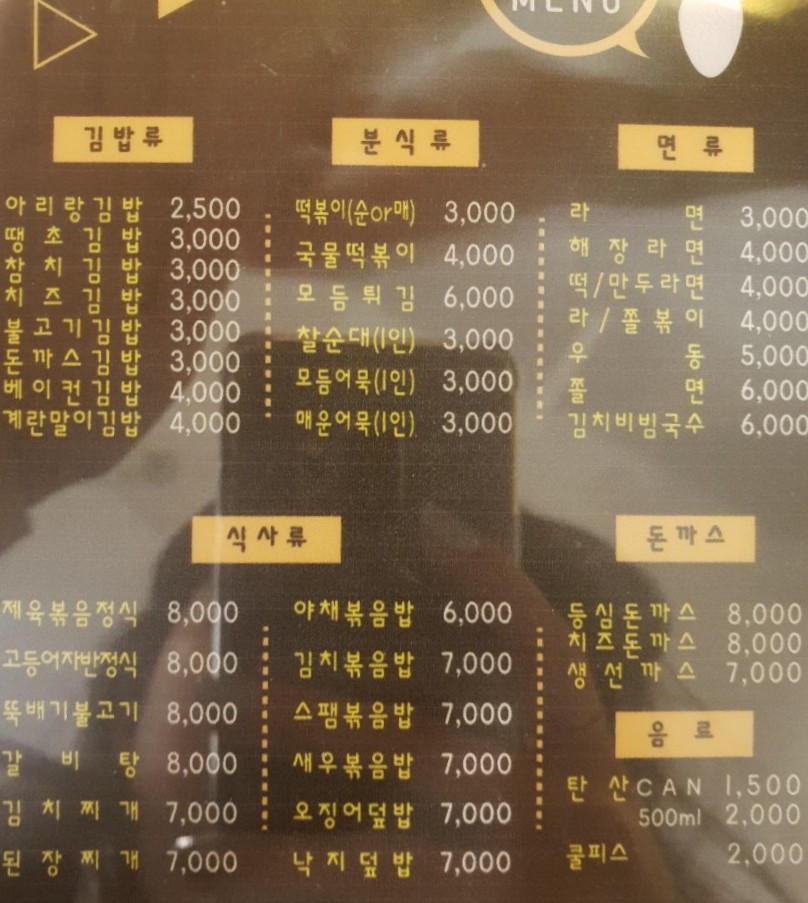 MENU
김밥류
아리랑김밥 2,500
땡초김밥 3,000
참치김밥 3,000
치즈김밥 3,000
불고기김밥 3,000
돈까스김밥 3,000
베이컨김밥 4,000
계란말이김밥 4,000
분식류
떡볶이(순or매) 3,000
국물떡볶이 4,000
모듬튀김 6,000
찰순대(1인) 3,000
모듬어묵(1인) 3,000
매운어묵(1인) 3,000
면류
라면 3,000
해장라면 4,000
떡/만두라면 4,000
라/쫄볶이 4,000
우동 5,000
쫄면 6,000
김치비빔국수 6,000
식사류
제육볶음정식 8,000
고등어자반정식 8,000
뚝배기불고기 8,000
갈비탕 8,000
김치찌개 7,000
된장찌개 7,000
야채볶음밥 6,000
김치볶음밥 7,000
스팸볶음밥 7,000
새우볶음밥 7,000
오징어덮밥 7,000
낙지덮밥 7,000
돈까스
등심돈까스 8,000
치즈돈까스 8,000
생선까스 7,000
음료
탄산CAN 1,500
500ml 2,000
쿨피스 2,000